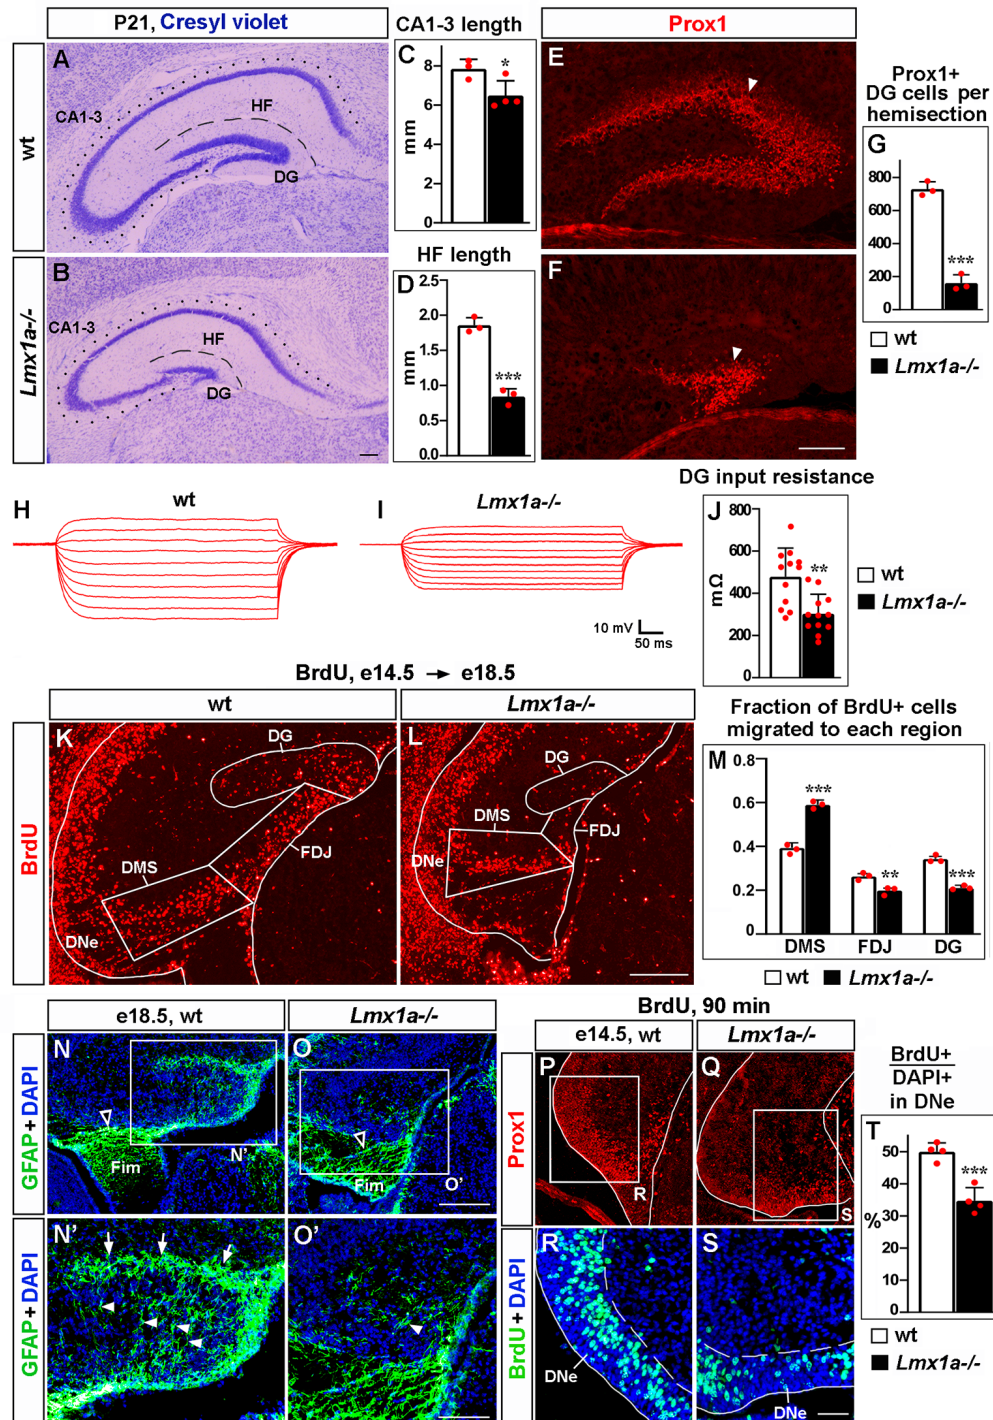 P21, Cresyl violet
wt
Lmx1a-/-
A
CA1-3
HF
DG
B
CA1-3
HF
DG
CA1-3 length
C
8
6
4
2
0
mm
*
HF length
D
2.5
2.0
1.5
1.0
0.5
0.0
mm
***
Prox1
E
F
Prox1+
DG cells per
hemisection
G
800
600
400
200
0
***
wt
Lmx1a-/-
H
wt
I
Lmx1a-/-
10 mV
50 ms
DG input resistance
J
800
600
400
200
0
mΩ
**
wt
Lmx1a-/-
BrdU, e14.5 → e18.5
wt
Lmx1a-/-
BrdU
K
DG
DMS
FDJ
DNe
L
DG
DMS
FDJ
DNe
Fraction of BrdU+ cells
migrated to each region
M
0.8
0.6
0.4
0.2
0
***
**
***
DMS FDJ DG
wt Lmx1a-/-
e18.5, wt
Lmx1a-/-
GFAP+DAPI
N
Fim
N'
O
Fim
O'
GFAP+DAPI
N'
O'
BrdU, 90 min
e14.5, wt
Lmx1a-/-
Prox1
P
R
Q
S
BrdU+DAPI
R
DNe
S
DNe
BrdU+
DAPI+
in DNe
T
50
40
30
20
10
0
%
***
wt
Lmx1a-/-